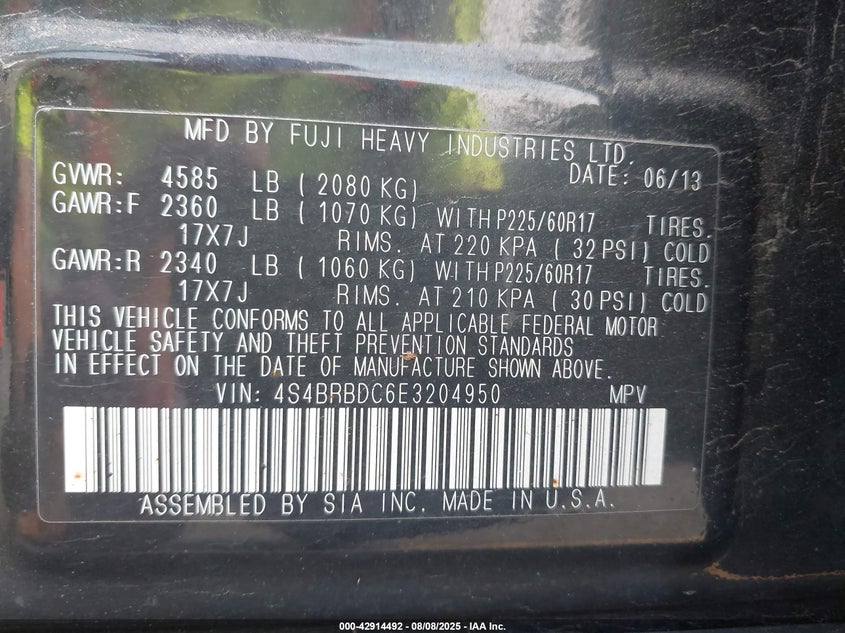 MFD BY FUJI HEAVY INDUSTRIES LTD.
GVWR: 4585 LB ( 2080 KG) DATE: 06/13
GAWR:F 2360 LB ( 1070 KG) WITH P225/60R17 TIRES.
17X7J RIMS. AT 220 KPA ( 32 PSI) COLD
GAWR:R 2340 LB ( 1060 KG) WITH P225/60R17 TIRES.
17X7J RIMS. AT 210 KPA ( 30 PSI) COLD
THIS VEHICLE CONFORMS TO ALL APPLICABLE FEDERAL MOTOR
VEHICLE SAFETY AND THEFT PREVENTION STANDARDS
IN EFFECT ON THE DATE OF MANUFACTURE SHOWN ABOVE.
VIN: 4S4BRBDC6E3204950 MPV
ASSEMBLED BY SIA INC. MADE IN U.S.A.
000-42914492 - 08/08/2025 - IAA Inc.